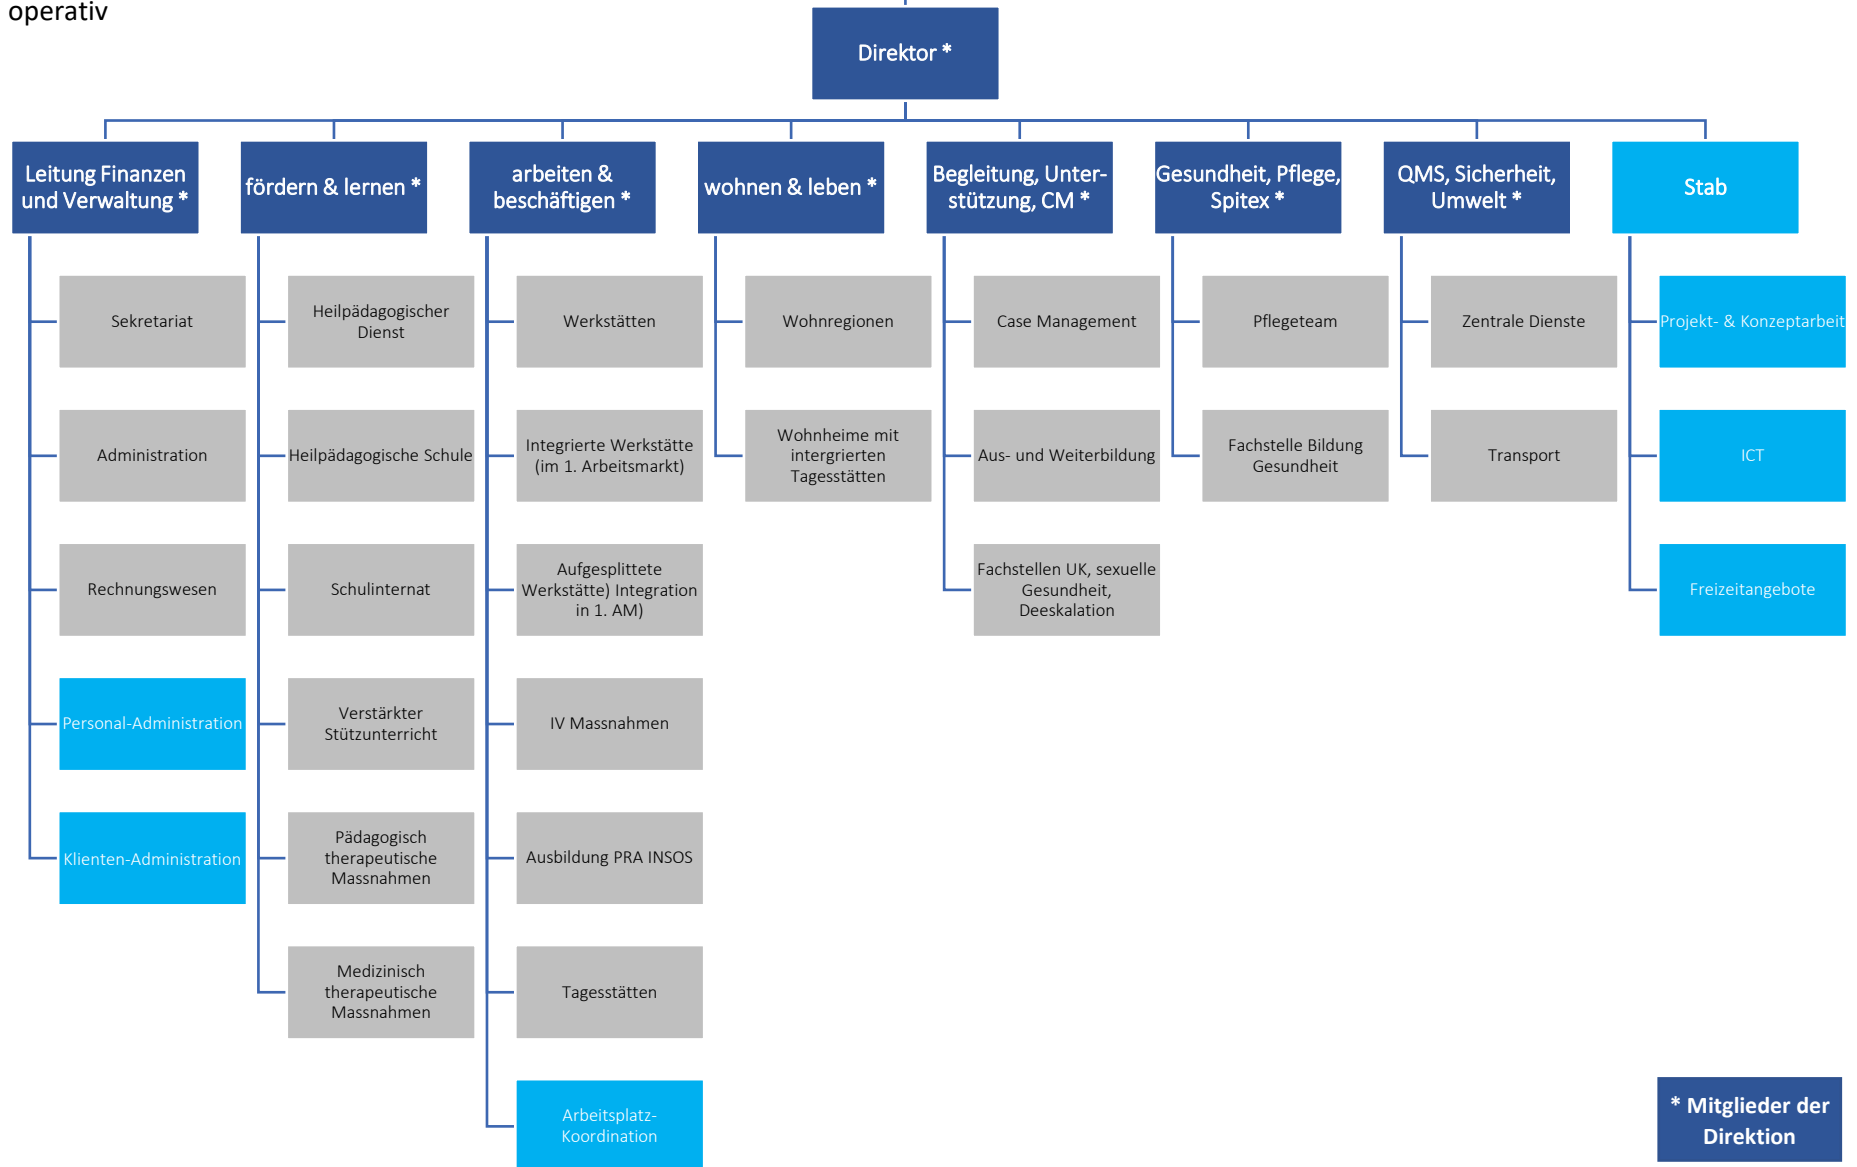 operativ
Direktor *
Leitung Finanzen
und Verwaltung *
fördern & lernen *
arbeiten &
beschäftigen *
wohnen & leben *
Begleitung, Unter-
stützung, CM *
Gesundheit, Pflege,
Spitex *
QMS, Sicherheit,
Umwelt *
Stab
Sekretariat
Administration
Rechnungswesen
Personal-Administration
Klienten-Administration
Heilpädagogischer
Dienst
Heilpädagogische Schule
Schulinternat
Verstärkter
Stützunterricht
Pädagogisch
therapeutische
Massnahmen
Medizinisch
therapeutische
Massnahmen
Werkstätten
Integrierte Werkstätte
(im 1. Arbeitsmarkt)
Aufgesplittete
Werkstätte) Integration
in 1. AM)
IV Massnahmen
Ausbildung PRA INSOS
Tagesstätten
Arbeitsplatz-
Koordination
Wohnregionen
Wohnheime mit
intergrierten
Tagesstätten
Case Management
Aus- und Weiterbildung
Fachstellen UK, sexuelle
Gesundheit,
Deeskalation
Pflegeteam
Fachstelle Bildung
Gesundheit
Zentrale Dienste
Transport
Projekt- & Konzeptarbeit
ICT
Freizeitangebote
* Mitglieder der
Direktion